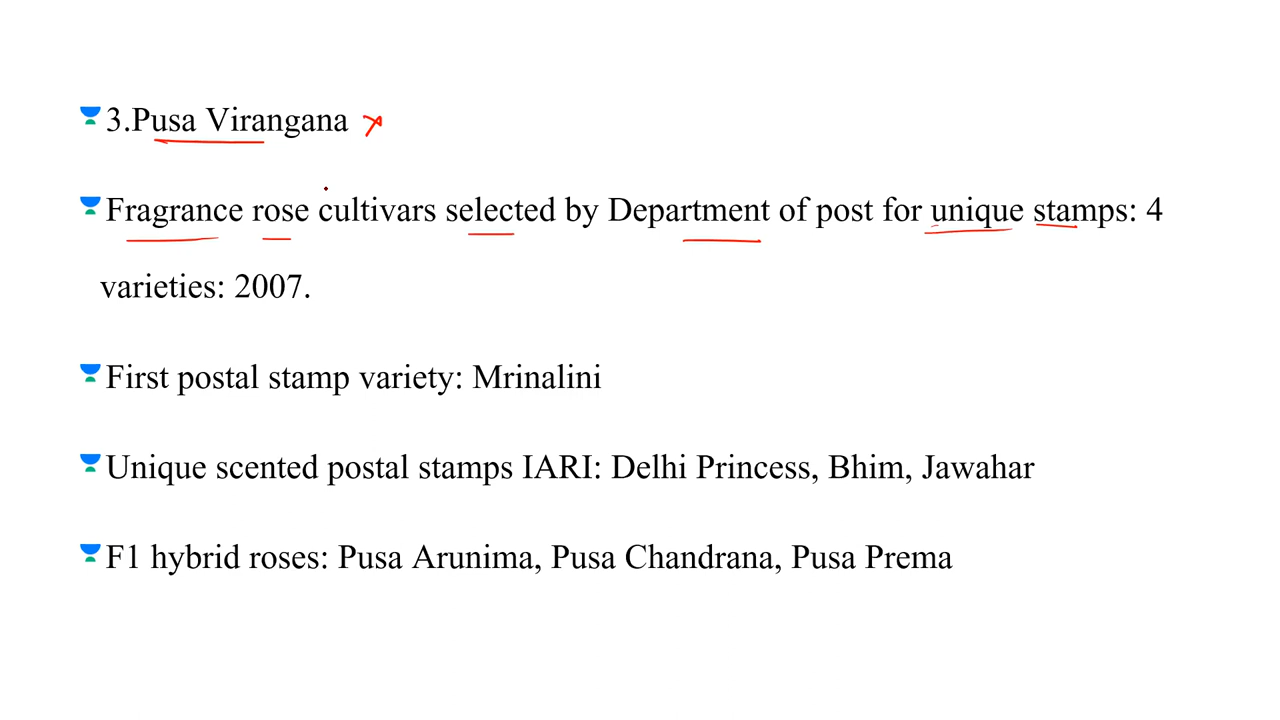 3.Pusa Virangana
Fragrance rose cultivars selected by Department of post for unique stamps: 4
varieties: 2007.
First postal stamp variety: Mrinalini
Unique scented postal stamps IARI: Delhi Princess, Bhim, Jawahar
F1 hybrid roses: Pusa Arunima, Pusa Chandrana, Pusa Prema